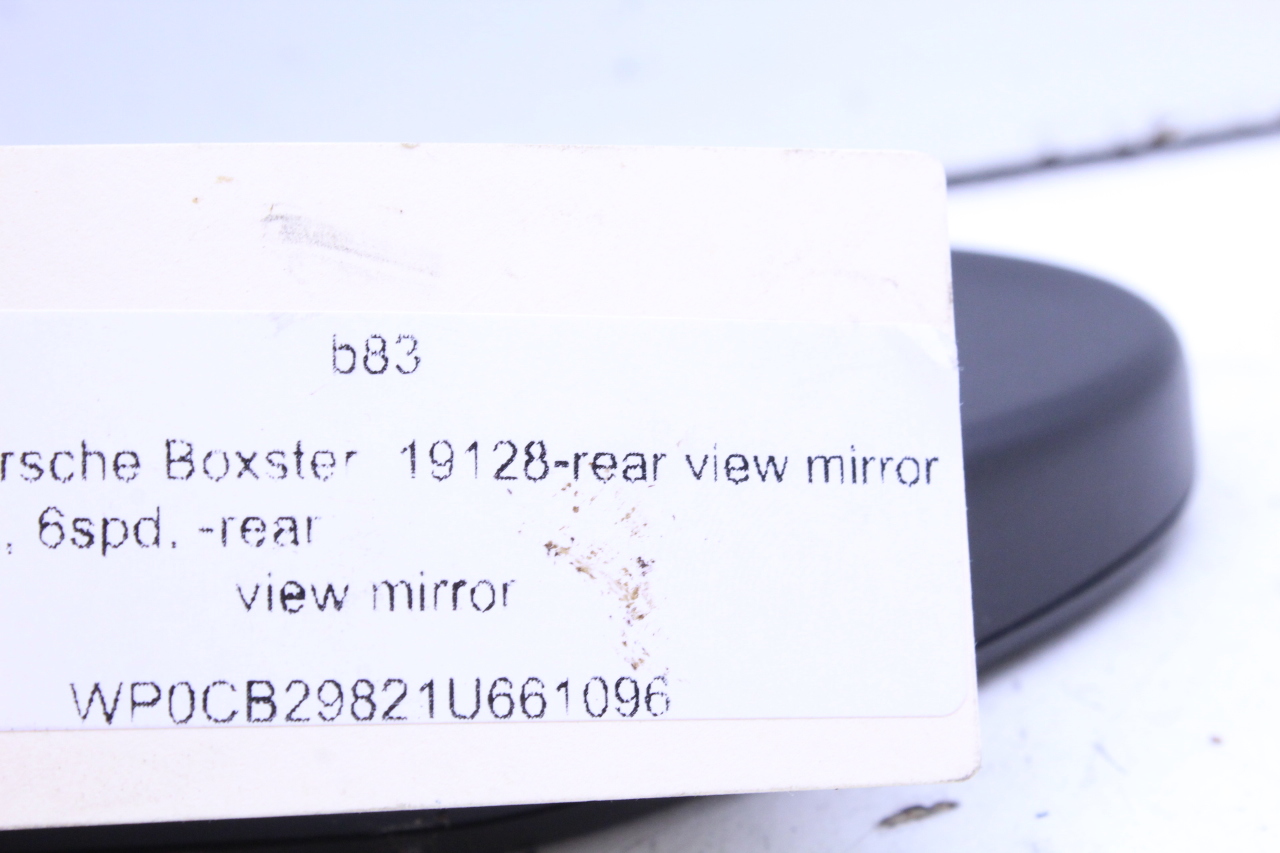 b83
rsche Boxster 19128-rear view mirror
, 6spd, -rear
view mirror
WP0CB29821U661096